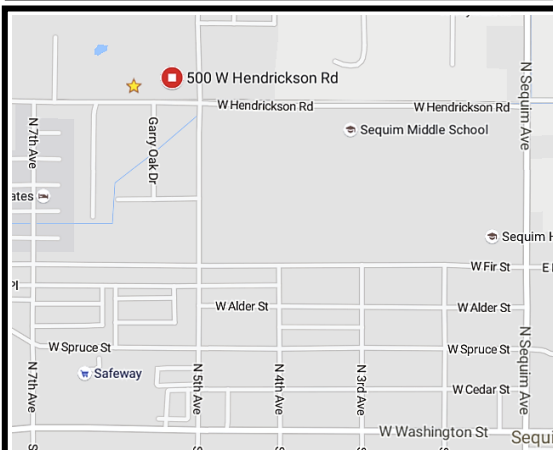 500 W Hendrickson Rd
W Hendrickson Rd
W Hendrickson Rd
N Sequim Ave
N 7th Ave
Garry Oak Dr
Sequim Middle School
ates
Sequim H
W Fir St
E
Pl
W Alder St
W Alder St
W Spruce St
W Spruce St
N Sequim Ave
Safeway
N 7th Ave
N 5th Ave
N 4th Ave
N 3rd Ave
W Cedar St
W Washington St
Sequi
S
S
S
S